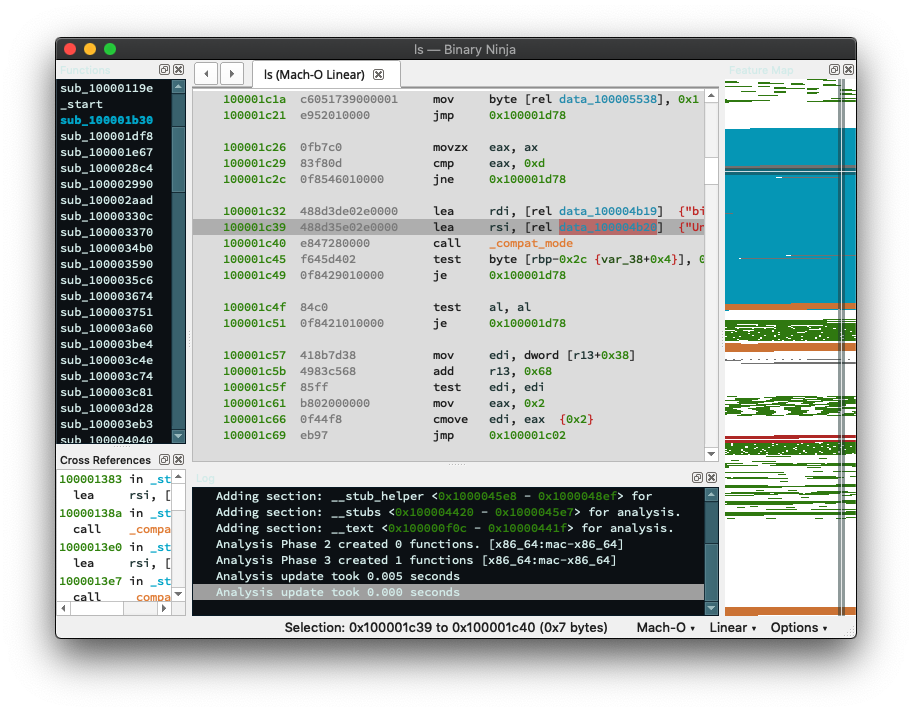 ls — Binary Ninja
Functions
sub_10000119e
_start
sub_100001b30
sub_100001df8
sub_100001e67
sub_1000028c4
sub_100002990
sub_100002aad
sub_10000330c
sub_100003370
sub_1000034b0
sub_100003590
sub_1000035c6
sub_100003674
sub_100003751
sub_100003a60
sub_100003be4
sub_100003c4e
sub_100003c74
sub_100003c81
sub_100003d28
sub_100003eb3
sub_100004040
Cross References
100001383 in _st
lea rsi, [
10000138a in _st
call _compa
1000013e0 in _st
lea rsi, [
1000013e7 in _st
call _compa
ls (Mach-O Linear)
100001c1a c6051739000001 mov byte [rel data_100005538], 0x1
100001c21 e952010000 jmp 0x100001d78
100001c26 0fb7c0 movzx eax, ax
100001c29 83f80d cmp eax, 0xd
100001c2c 0f8546010000 jne 0x100001d78
100001c32 488d3de02e0000 lea rdi, [rel data_100004b19] {"bi
100001c39 488d35e02e0000 lea rsi, [rel data_100004b20] {"Un
100001c40 e847280000 call _compat_mode
100001c45 f645d402 test byte [rbp-0x2c {var_38+0x4}], 0
100001c49 0f8429010000 je 0x100001d78
100001c4f 84c0 test al, al
100001c51 0f8421010000 je 0x100001d78
100001c57 418b7d38 mov edi, dword [r13+0x38]
100001c5b 4983c568 add r13, 0x68
100001c5f 85ff test edi, edi
100001c61 b802000000 mov eax, 0x2
100001c66 0f44f8 cmove edi, eax {0x2}
100001c69 eb97 jmp 0x100001c02
Log
Adding section: __stub_helper <0x1000045e8 - 0x1000048ef> for
Adding section: __stubs <0x100004420 - 0x1000045e7> for analysis.
Adding section: __text <0x100000f0c - 0x10000441f> for analysis.
Analysis Phase 2 created 0 functions. [x86_64:mac-x86_64]
Analysis Phase 3 created 1 functions [x86_64:mac-x86_64]
Analysis update took 0.005 seconds
Analysis update took 0.000 seconds
Feature Map
Selection: 0x100001c39 to 0x100001c40 (0x7 bytes) Mach-O Linear Options